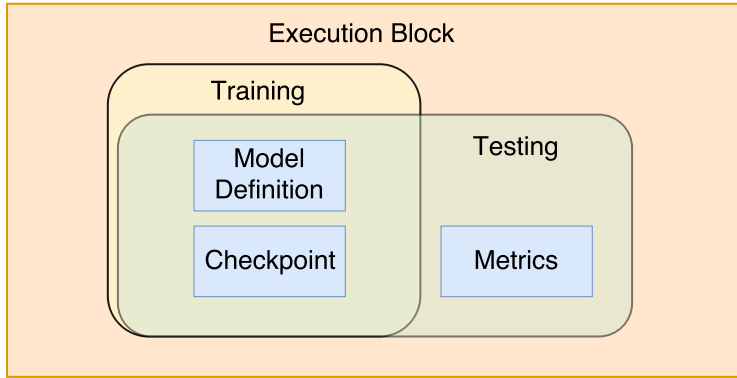 Execution Block
Training
Testing
Model
Definition
Checkpoint
Metrics